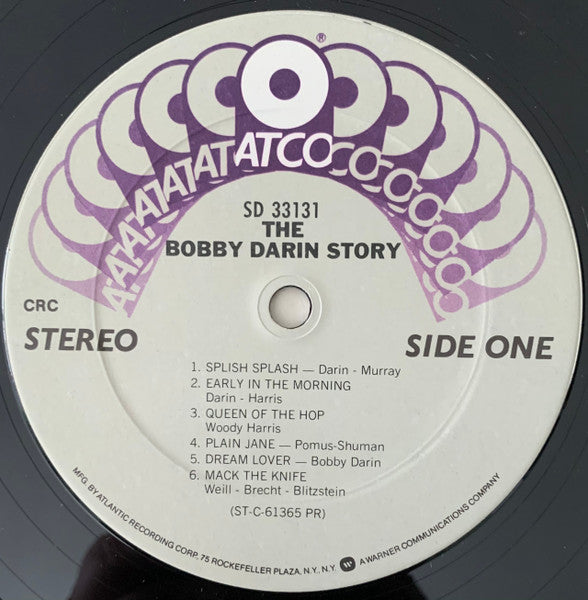 ®
ATCO
SD 33131
THE
BOBBY DARIN STORY
CRC
STEREO
SIDE ONE
1. SPLISH SPLASH — Darin - Murray
2. EARLY IN THE MORNING
Darin - Harris
3. QUEEN OF THE HOP
Woody Harris
4. PLAIN JANE — Pomus-Shuman
5. DREAM LOVER — Bobby Darin
6. MACK THE KNIFE
Weill - Brecht - Blitzstein
(ST-C-61365 PR)
MFG. BY ATLANTIC RECORDING CORP. 75 ROCKEFELLER PLAZA, N.Y., N.Y. A WARNER COMMUNICATIONS COMPANY